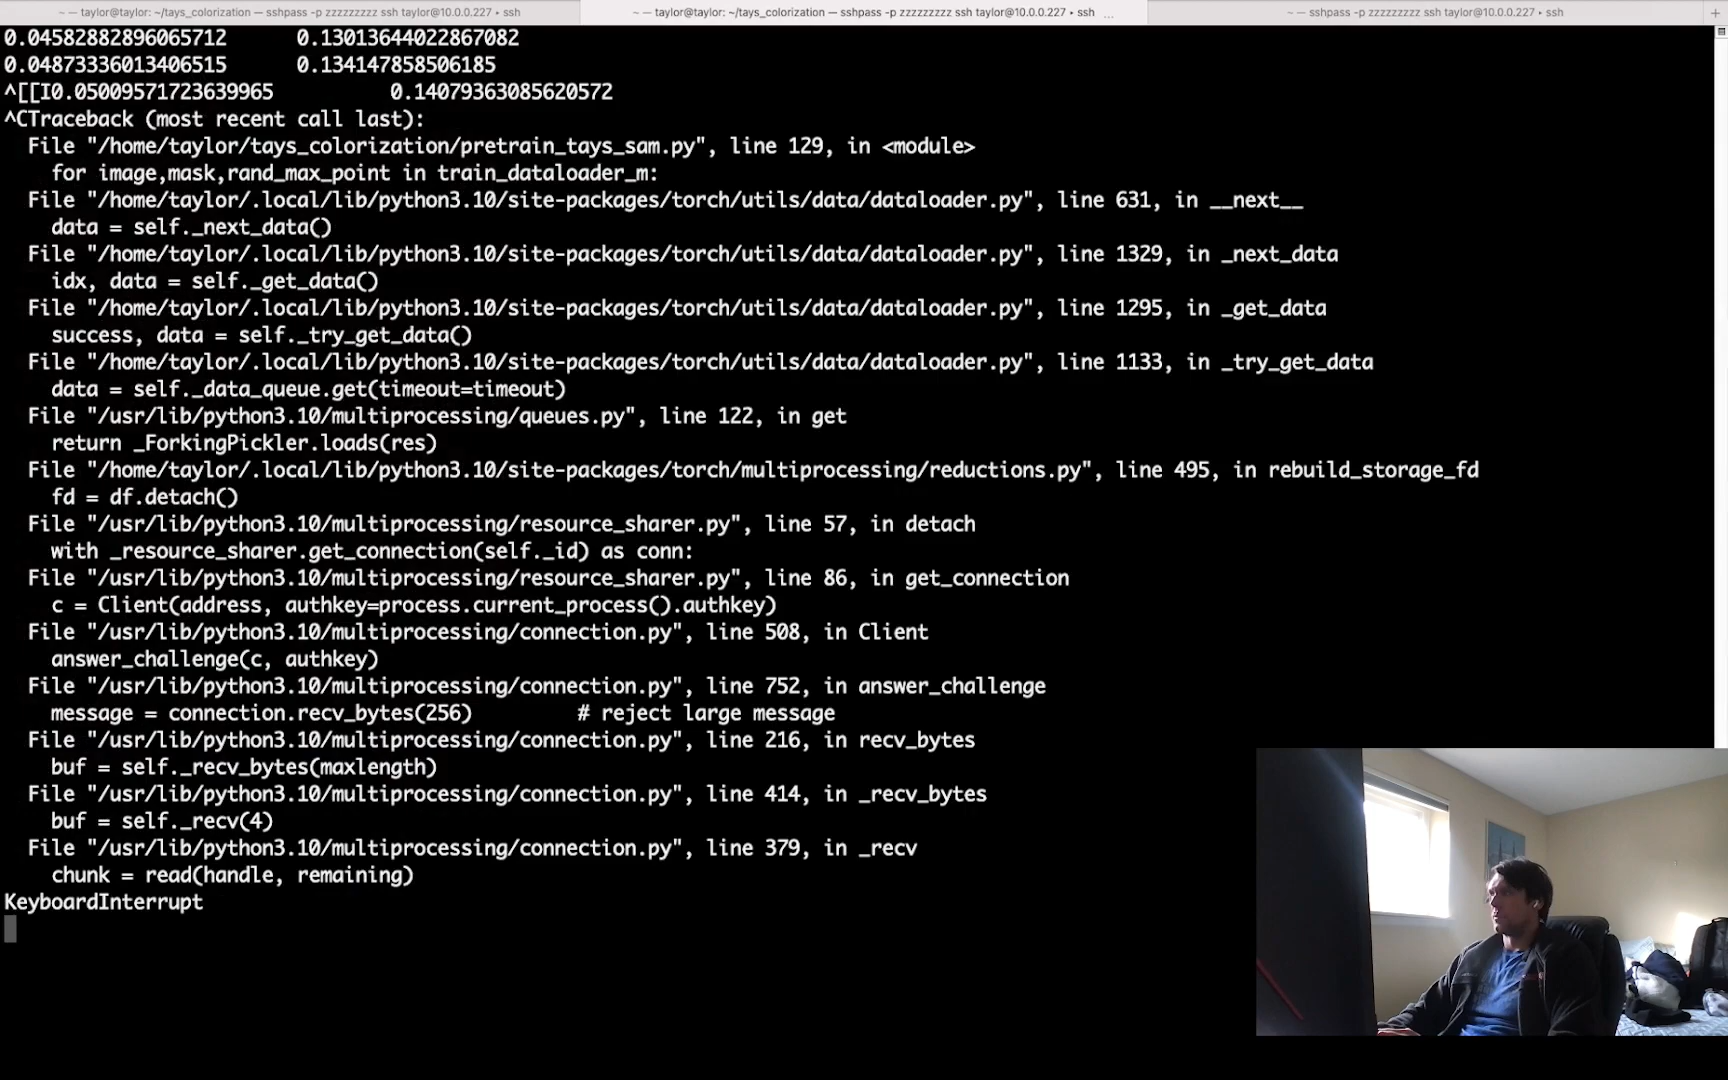 ~ — taylor@taylor: ~/tays_colorization — sshpass -p zzzzzzzzz ssh taylor@10.0.0.227 • ssh
~ — taylor@taylor: ~/tays_colorization — sshpass -p zzzzzzzzz ssh taylor@10.0.0.227 • ssh ...
~ — sshpass -p zzzzzzzzz ssh taylor@10.0.0.227 • ssh +
0.04582882896065712 0.13013644022867082
0.04873336013406515 0.134147858506185
^[[I0.05009571723639965 0.14079363085620572
^CTraceback (most recent call last):
File "/home/taylor/tays_colorization/pretrain_tays_sam.py", line 129, in <module>
for image,mask,rand_max_point in train_dataloader_m:
File "/home/taylor/.local/lib/python3.10/site-packages/torch/utils/data/dataloader.py", line 631, in __next__
data = self._next_data()
File "/home/taylor/.local/lib/python3.10/site-packages/torch/utils/data/dataloader.py", line 1329, in _next_data
idx, data = self._get_data()
File "/home/taylor/.local/lib/python3.10/site-packages/torch/utils/data/dataloader.py", line 1295, in _get_data
success, data = self._try_get_data()
File "/home/taylor/.local/lib/python3.10/site-packages/torch/utils/data/dataloader.py", line 1133, in _try_get_data
data = self._data_queue.get(timeout=timeout)
File "/usr/lib/python3.10/multiprocessing/queues.py", line 122, in get
return _ForkingPickler.loads(res)
File "/home/taylor/.local/lib/python3.10/site-packages/torch/multiprocessing/reductions.py", line 495, in rebuild_storage_fd
fd = df.detach()
File "/usr/lib/python3.10/multiprocessing/resource_sharer.py", line 57, in detach
with _resource_sharer.get_connection(self._id) as conn:
File "/usr/lib/python3.10/multiprocessing/resource_sharer.py", line 86, in get_connection
c = Client(address, authkey=process.current_process().authkey)
File "/usr/lib/python3.10/multiprocessing/connection.py", line 508, in Client
answer_challenge(c, authkey)
File "/usr/lib/python3.10/multiprocessing/connection.py", line 752, in answer_challenge
message = connection.recv_bytes(256) # reject large message
File "/usr/lib/python3.10/multiprocessing/connection.py", line 216, in recv_bytes
buf = self._recv_bytes(maxlength)
File "/usr/lib/python3.10/multiprocessing/connection.py", line 414, in _recv_bytes
buf = self._recv(4)
File "/usr/lib/python3.10/multiprocessing/connection.py", line 379, in _recv
chunk = read(handle, remaining)
KeyboardInterrupt